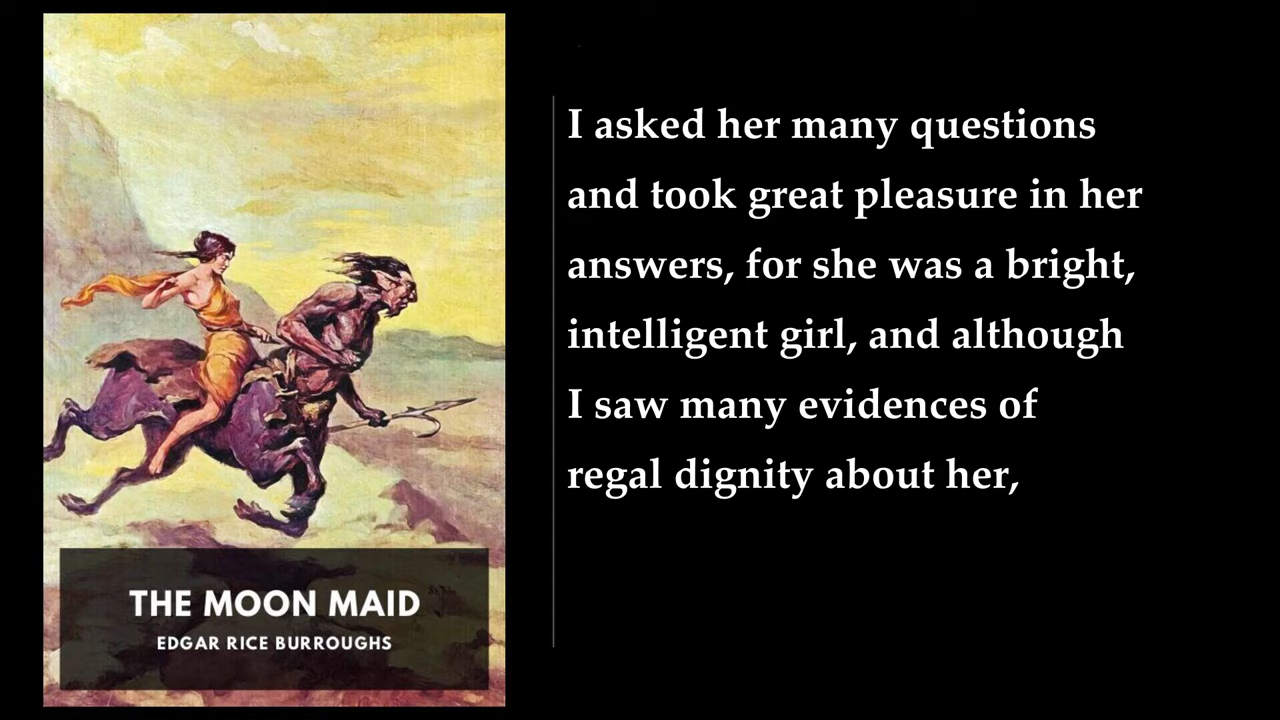 THE MOON MAID
EDGAR RICE BURROUGHS
I asked her many questions
and took great pleasure in her
answers, for she was a bright,
intelligent girl, and although
I saw many evidences of
regal dignity about her,